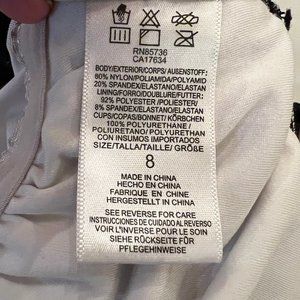 RN85736
CA17634
BODY/EXTERIOR/CORPS/ AUßENSTOFF:
80% NYLON/POLIAMIDA/POLYAMID
20% SPANDEX/ELASTANO/ELASTAN
LINING/FORRO/DOUBLURE/FUTTER:
92% POLYESTER/POLIESTER/
8% SPANDEX/ELASTANO/ELASTAN
CUPS/COPAS/BONNET/ KÖRBCHEN
100% POLYURETHANE /
POLIURETANO/POLYURETHAN
CON INSUMOS IMPORTADOS
SIZE/TALLA/TAILLE/ GRÖßE
8
MADE IN CHINA
HECHO EN CHINA
FABRIQUE EN CHINE
HERGESTELLT IN CHINA
SEE REVERSE FOR CARE
INSTRUCCIONES DE CUIDADO AL REVERSO
VOIR L'INVERSE POUR LE SOIN
SIEHE RÜCKSEITE FÜR
PFLEGEHINWEISE